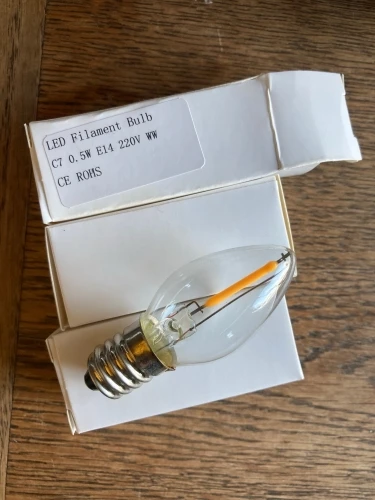 LED Filament Bulb
C7 0.5W E14 220V WW
CE ROHS